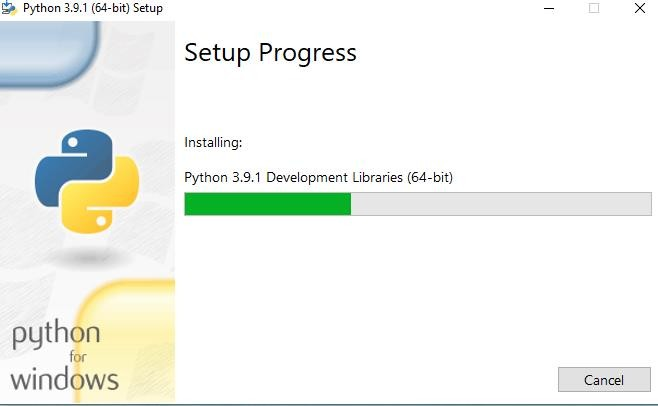 Python 3.9.1 (64-bit) Setup
Setup Progress
Installing:
Python 3.9.1 Development Libraries (64-bit)
python
for
windows
Cancel